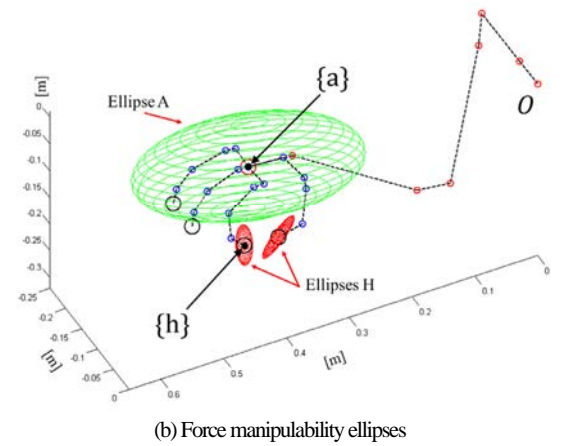 {a}
O
Ellipse A
[m]
0
-0.05
-0.1
-0.15
-0.2
-0.25
-0.3
Ellipses H
{h}
-0.25
-0.2
-0.15
-0.1
-0.05
0
[m]
0.6
0.5
0.4
0.3
0.2
0.1
0
[m]
(b) Force manipulability ellipses